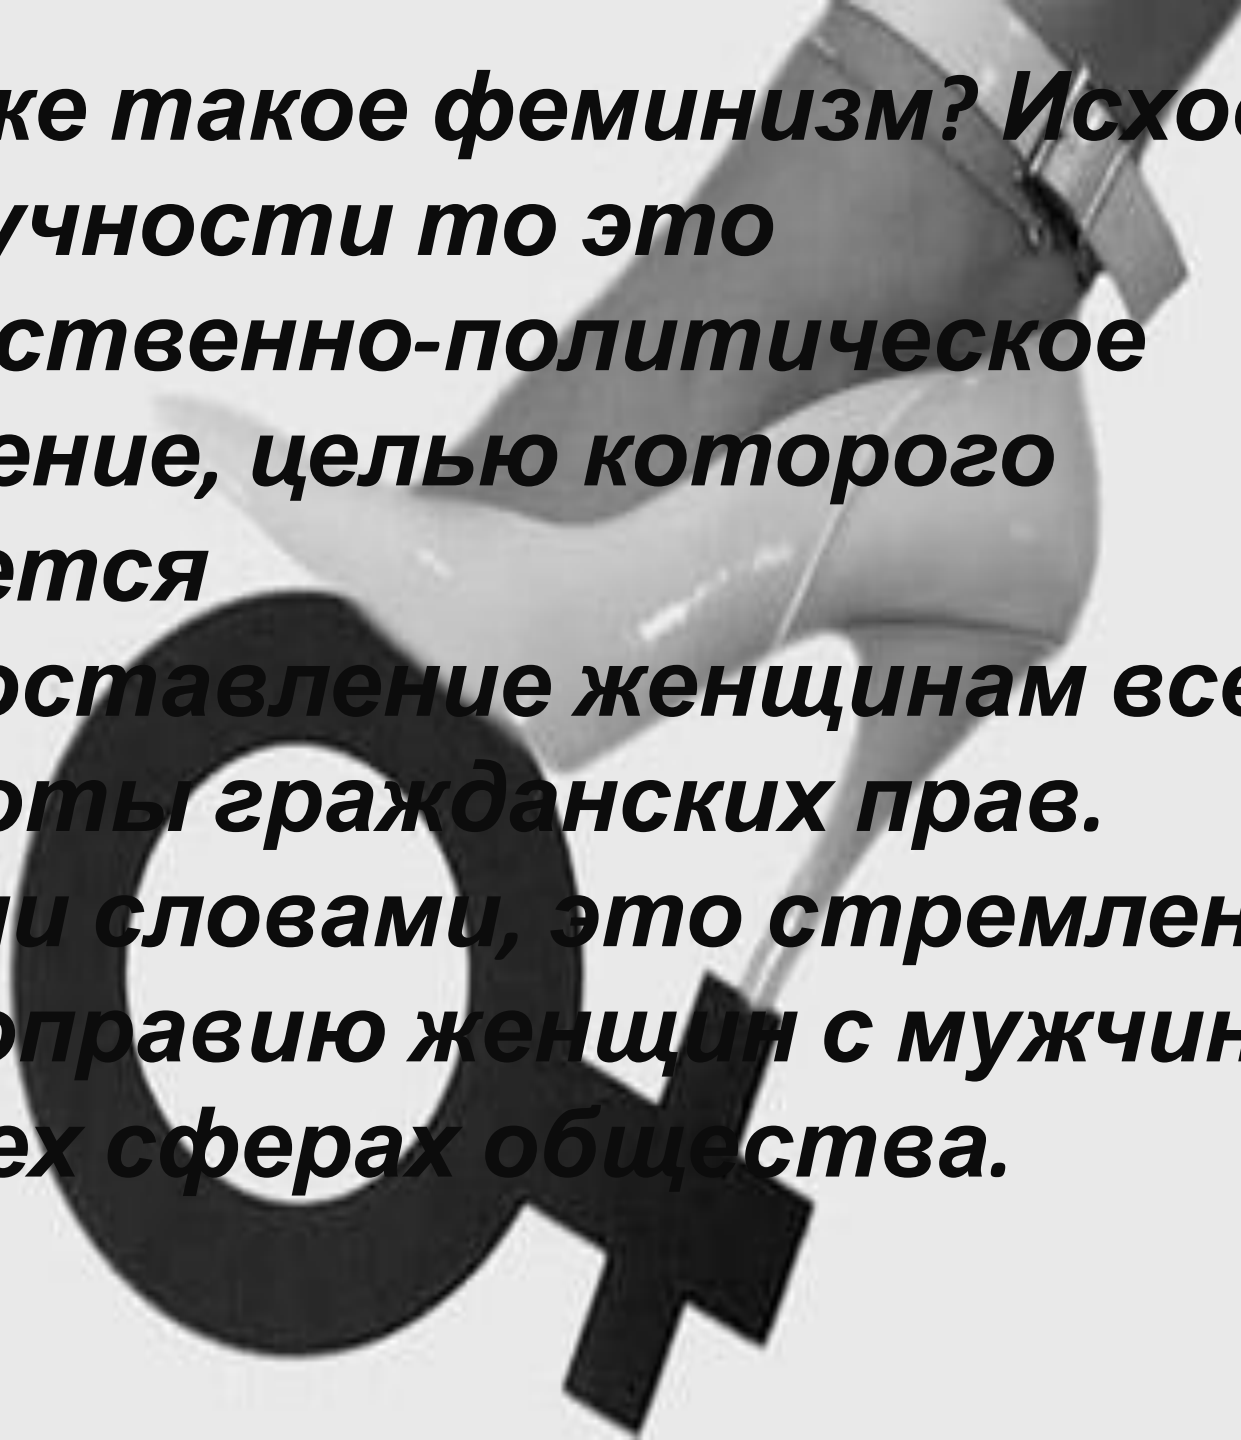 же такое феминизм? Исхо
учности то это
ственно-политическое
ение, целью которого
ется
оставление женщинам все
оты гражданских прав.
и словами, это стремлен
оправию женщин с мужчин
ех сферах общества.